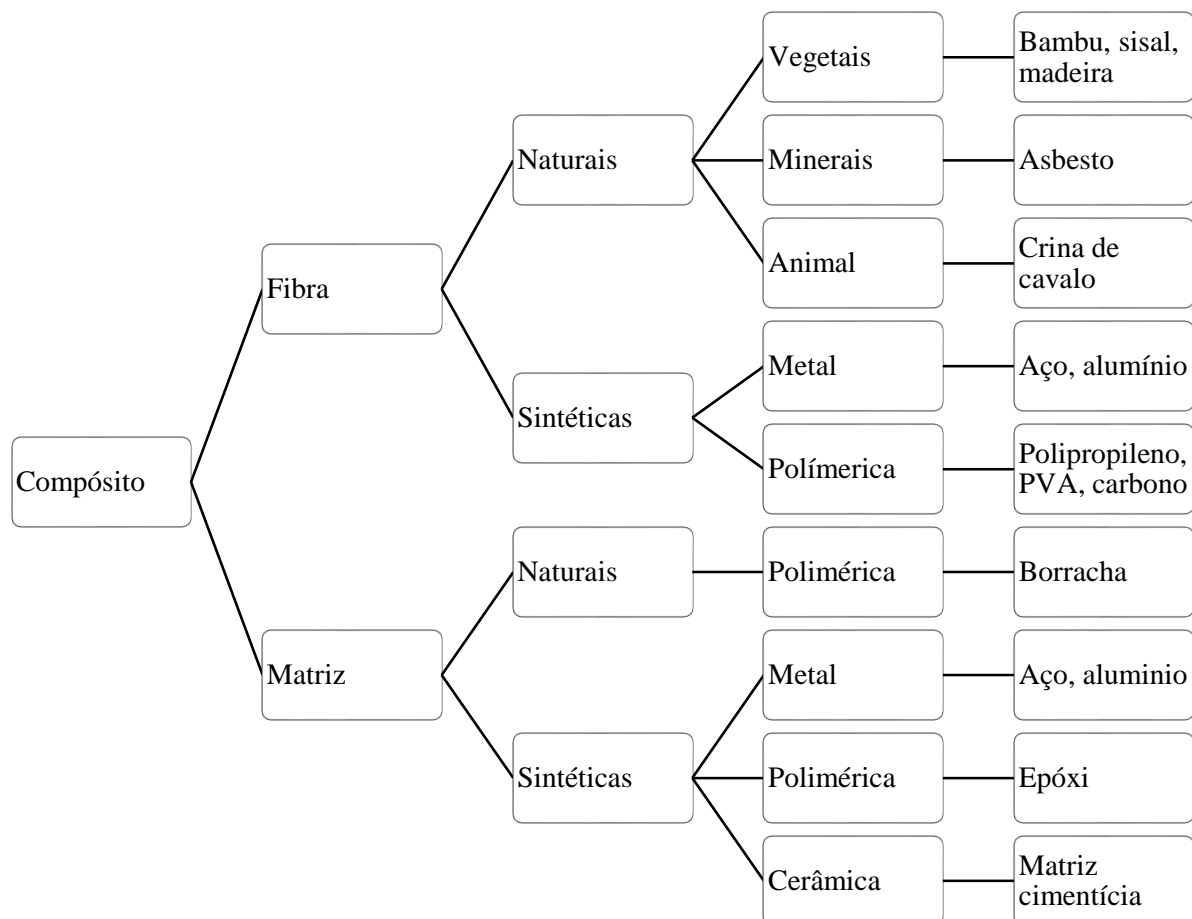 Vegetais
Bambu, sisal,
madeira
Naturais
Minerais
Asbesto
Fibra
Animal
Crina de
cavalo
Metal
Aço, alumínio
Sintéticas
Compósito
Polímerica
Polipropileno,
PVA, carbono
Naturais
Polimérica
Borracha
Matriz
Metal
Aço, aluminio
Sintéticas
Polimérica
Epóxi
Cerâmica
Matriz
cimentícia